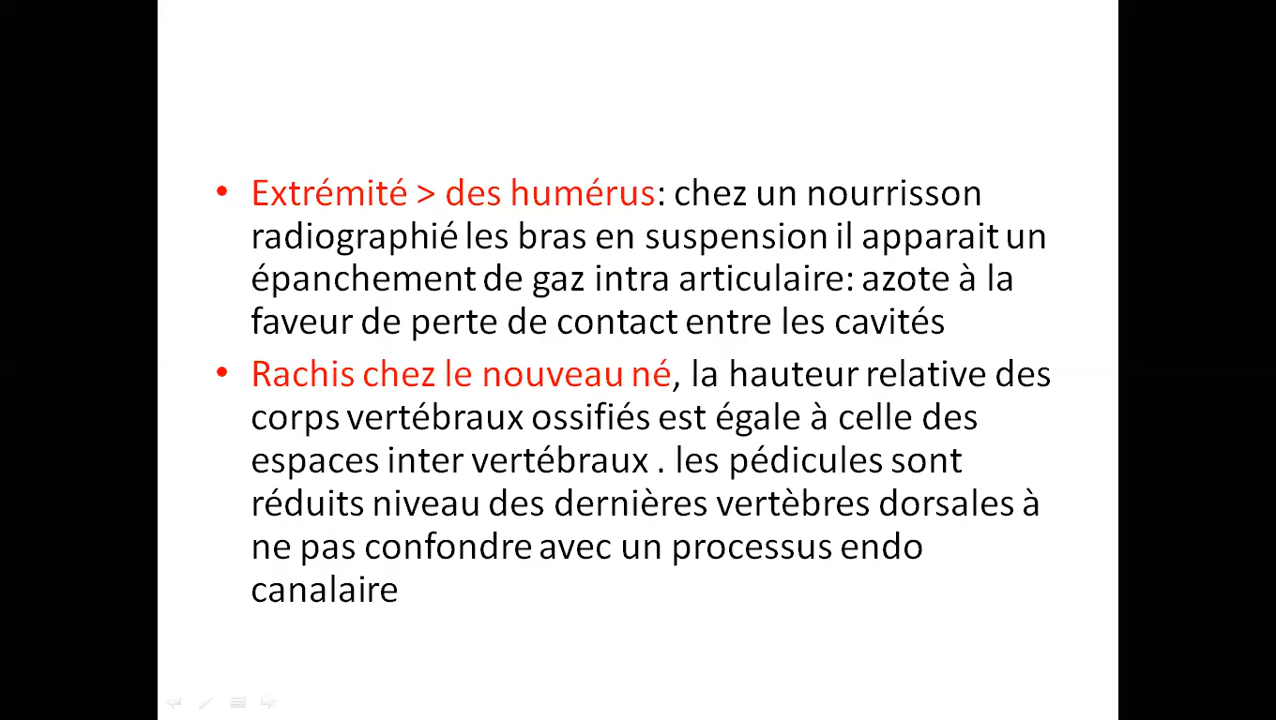 • Extrémité > des humérus: chez un nourrisson
radiographié les bras en suspension il apparait un
épanchement de gaz intra articulaire: azote à la
faveur de perte de contact entre les cavités
• Rachis chez le nouveau né, la hauteur relative des
corps vertébraux ossifiés est égale à celle des
espaces inter vertébraux . les pédicules sont
réduits niveau des dernières vertèbres dorsales à
ne pas confondre avec un processus endo
canalaire